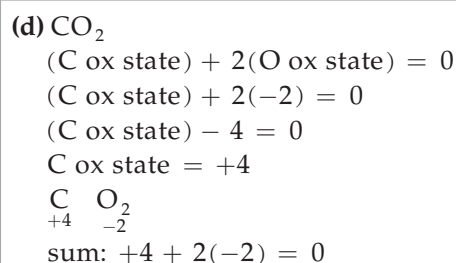 (d) CO₂
(C ox state) + 2(O ox state) = 0
(C ox state) + 2(−2) = 0
(C ox state) − 4 = 0
C ox state = +4
C O₂
+4 −2
sum: +4 + 2(−2) = 0